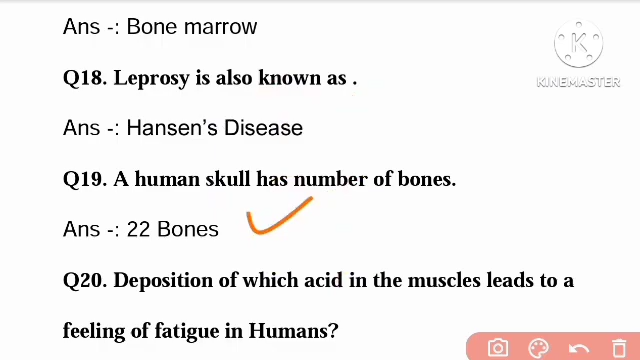 Ans -: Bone marrow
Q18. Leprosy is also known as .
Ans -: Hansen's Disease
Q19. A human skull has number of bones.
Ans -: 22 Bones
Q20. Deposition of which acid in the muscles leads to a
feeling of fatigue in Humans?
K
KINEMASTER